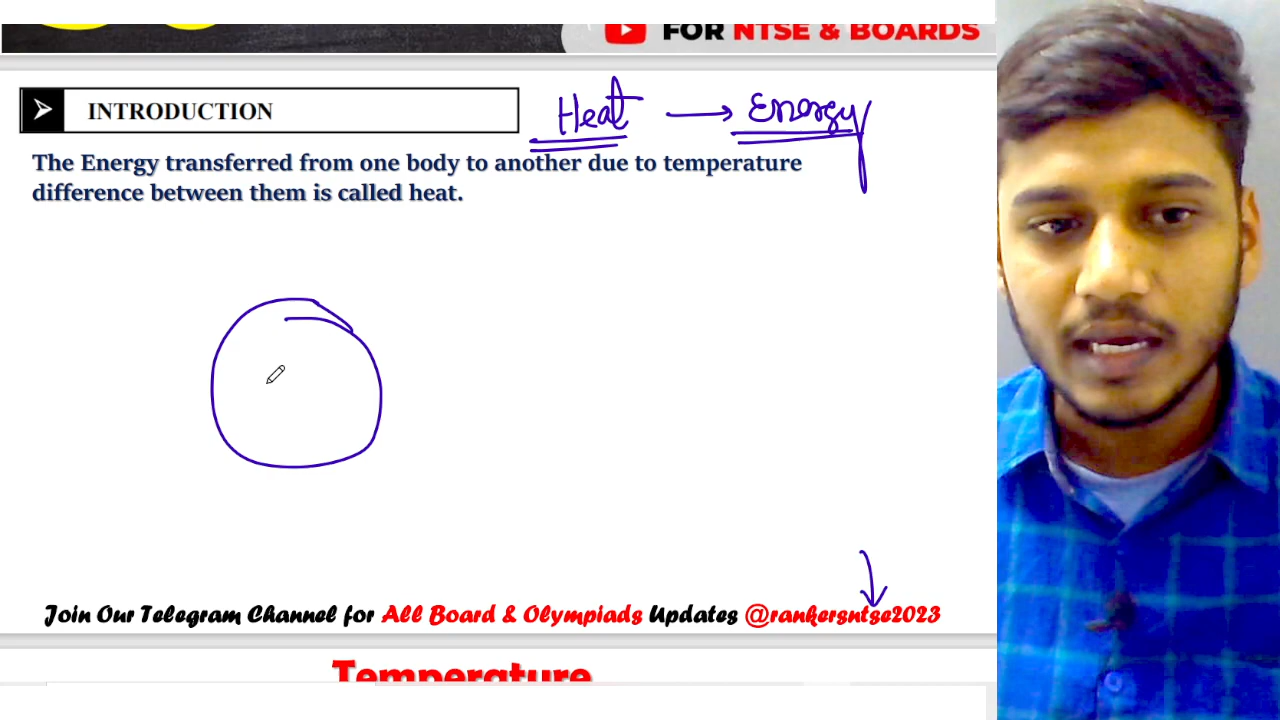 FOR NTSE & BOARDS
INTRODUCTION
Heat → Energy
The Energy transferred from one body to another due to temperature
difference between them is called heat.
Join Our Telegram Channel for All Board & Olympiads Updates @rankersntse2023
Temperature